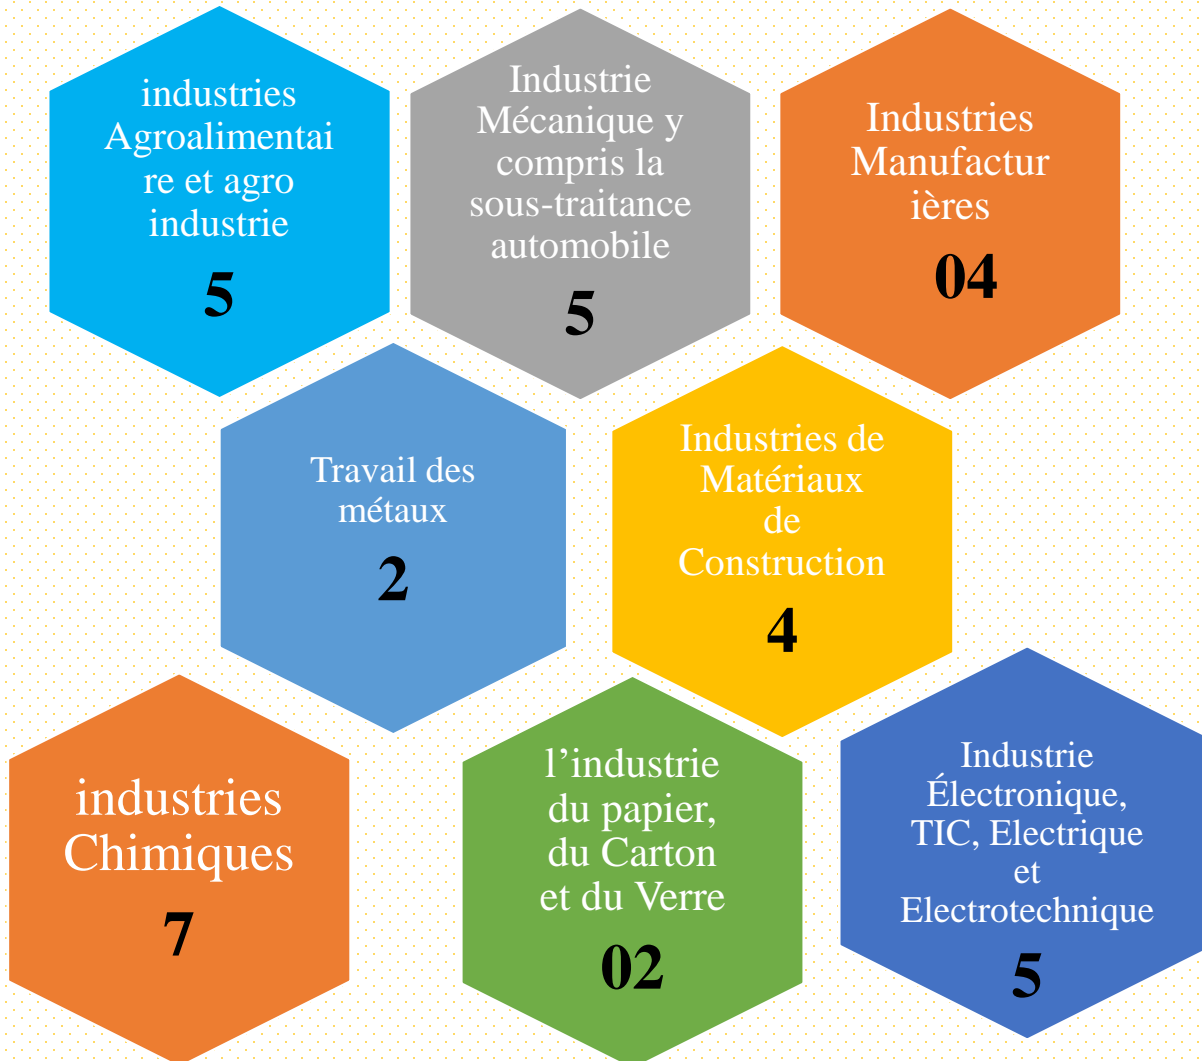 industries
Agroalimentai
re et agro
industrie
5
Industrie
Mécanique y
compris la
sous-traitance
automobile
5
Industries
Manufactur
ières
04
Travail des
métaux
2
Industries de
Matériaux
de
Construction
4
industries
Chimiques
7
l’industrie
du papier,
du Carton
et du Verre
02
Industrie
Électronique,
TIC, Electrique
et
Electrotechnique
5